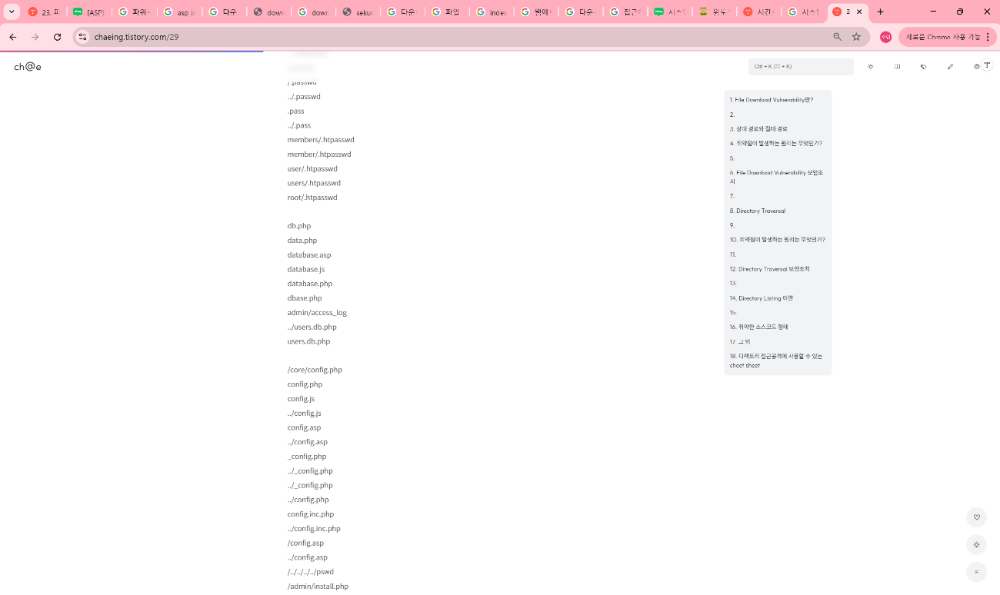 23. 파
[ASP]
파워
asp js
다운
down
down
sekur
다운
파일
index
웹에
다운
접근
시스
윈도
시간
시스
chaeing.tistory.com/29
수민
새로운 Chrome 사용 가능
ch@e
Ctrl + K (⌘ + K)
/.passwd
../.passwd
.pass
../.pass
members/.htpasswd
member/.htpasswd
user/.htpasswd
users/.htpasswd
root/.htpasswd
db.php
data.php
database.asp
database.js
database.php
dbase.php
admin/access_log
../users.db.php
users.db.php
/core/config.php
config.php
config.js
../config.js
config.asp
../config.asp
_config.php
../_config.php
../_config.php
../config.php
config.inc.php
../config.inc.php
/config.asp
../config.asp
/../../../../pswd
/admin/install.php
1. File Download Vulnerability란?
2.
3. 상대 경로와 절대 경로
4. 취약점이 발생하는 원리는 무엇인가?
5.
6. File Download Vulnerability 보안조
치
7.
8. Directory Traversal
9.
10. 취약점이 발생하는 원리는 무엇인가?
11.
12. Directory Traversal 보안조치
13.
14. Directory Listing 이란
15.
16. 취약한 소스코드 형태
17. 그 외
18. 디렉토리 접근공격에 사용할 수 있는
cheet sheet